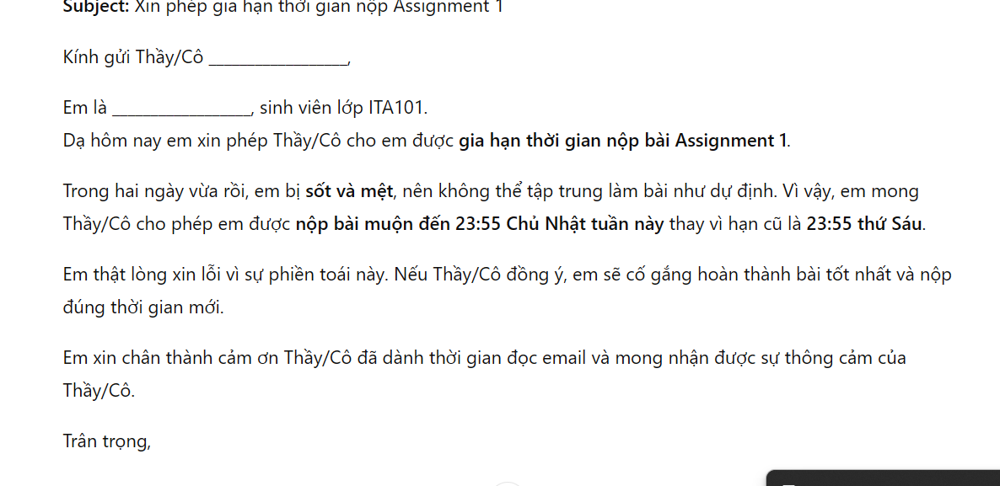 Subject: Xin phép gia hạn thời gian nộp Assignment 1
Kính gửi Thầy/Cô _______________,
Em là _______________, sinh viên lớp ITA101.
Dạ hôm nay em xin phép Thầy/Cô cho em được gia hạn thời gian nộp bài Assignment 1.
Trong hai ngày vừa rồi, em bị sốt và mệt, nên không thể tập trung làm bài như dự định. Vì vậy, em mong
Thầy/Cô cho phép em được nộp bài muộn đến 23:55 Chủ Nhật tuần này thay vì hạn cũ là 23:55 thứ Sáu.
Em thật lòng xin lỗi vì sự phiền toái này. Nếu Thầy/Cô đồng ý, em sẽ cố gắng hoàn thành bài tốt nhất và nộp
đúng thời gian mới.
Em xin chân thành cảm ơn Thầy/Cô đã dành thời gian đọc email và mong nhận được sự thông cảm của
Thầy/Cô.
Trân trọng,